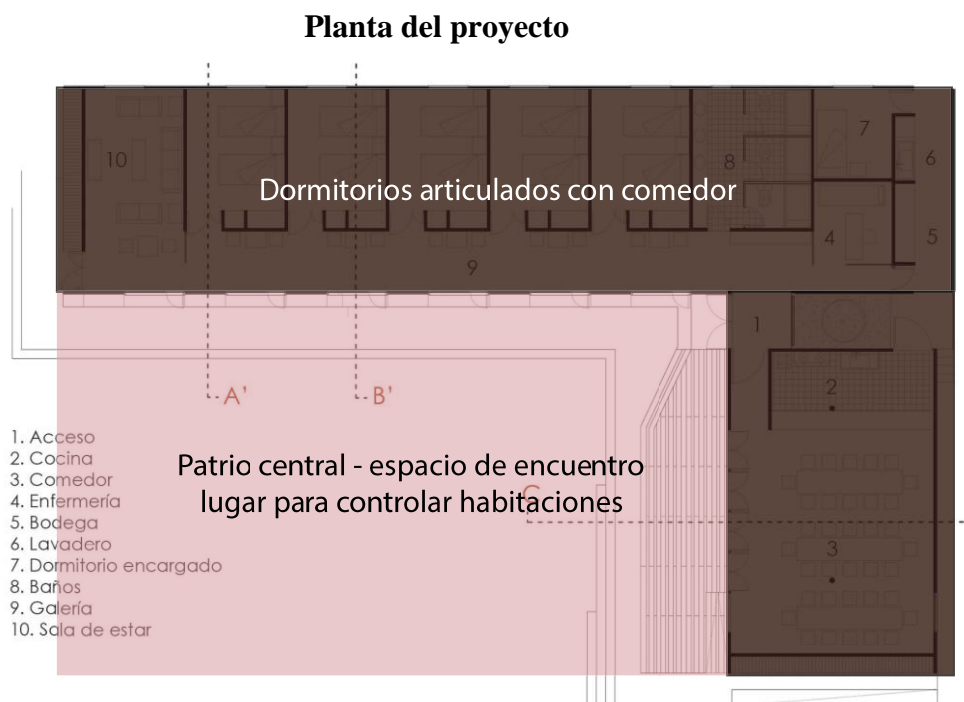 Planta del proyecto
10
7
8
6
Dormitorios articulados con comedor
4
5
9
1
A'
B'
2
1. Acceso
2. Cocina
3. Comedor
4. Enfermería
5. Bodega
6. Lavadero
7. Dormitorio encargado
8. Baños
9. Galería
10. Sala de estar
Patrio central - espacio de encuentro
lugar para controlar habitaciones
C
3